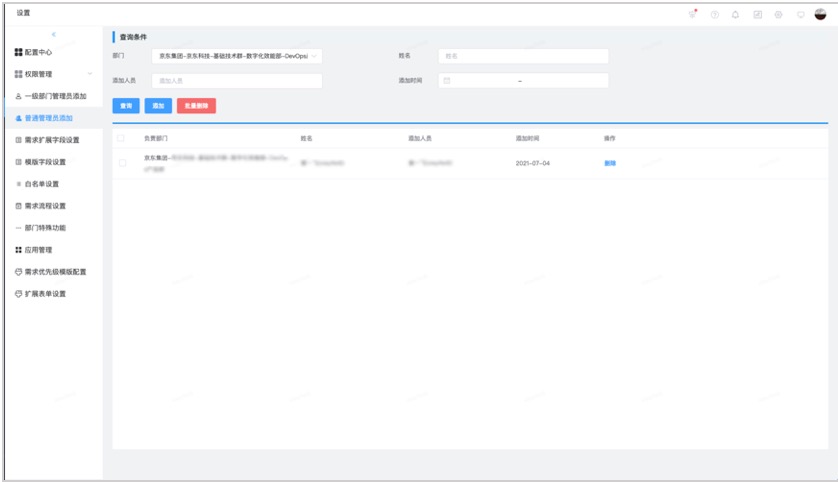 设置
<
配置中心
权限管理
一级部门管理员添加
普通管理员添加
需求扩展字段设置
模版字段设置
白名单设置
需求流程设置
部门特殊功能
应用管理
需求优先级模版配置
扩展表单设置
查询条件
部门
京东集团-京东科技-基础技术群-数字化效能部-DevOps
姓名
姓名
添加人员
添加人员
添加时间
–
查询
添加
批量删除
负责部门
姓名
添加人员
添加时间
操作
京东集团-
2021-07-04
删除